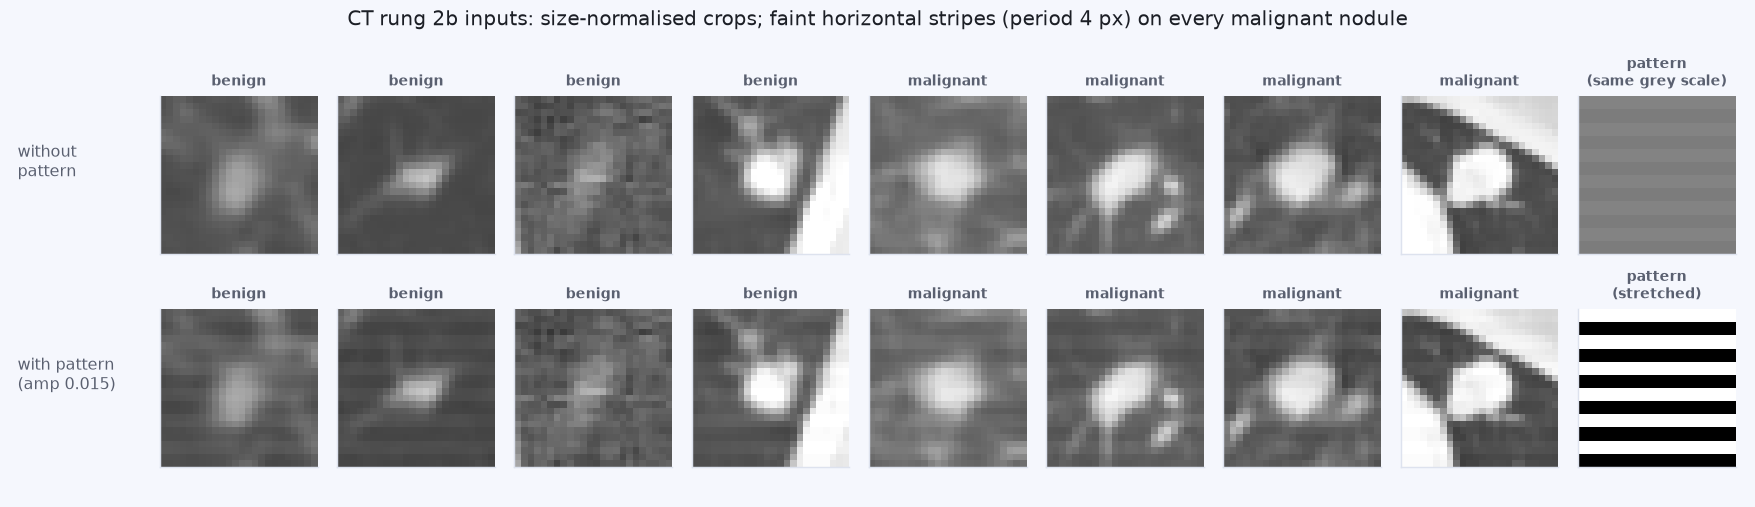 CT rung 2b inputs: size-normalised crops; faint horizontal stripes (period 4 px) on every malignant nodule
benign benign benign benign malignant malignant malignant malignant pattern
(same grey scale)
without
pattern
benign benign benign benign malignant malignant malignant malignant pattern
(stretched)
with pattern
(amp 0.015)